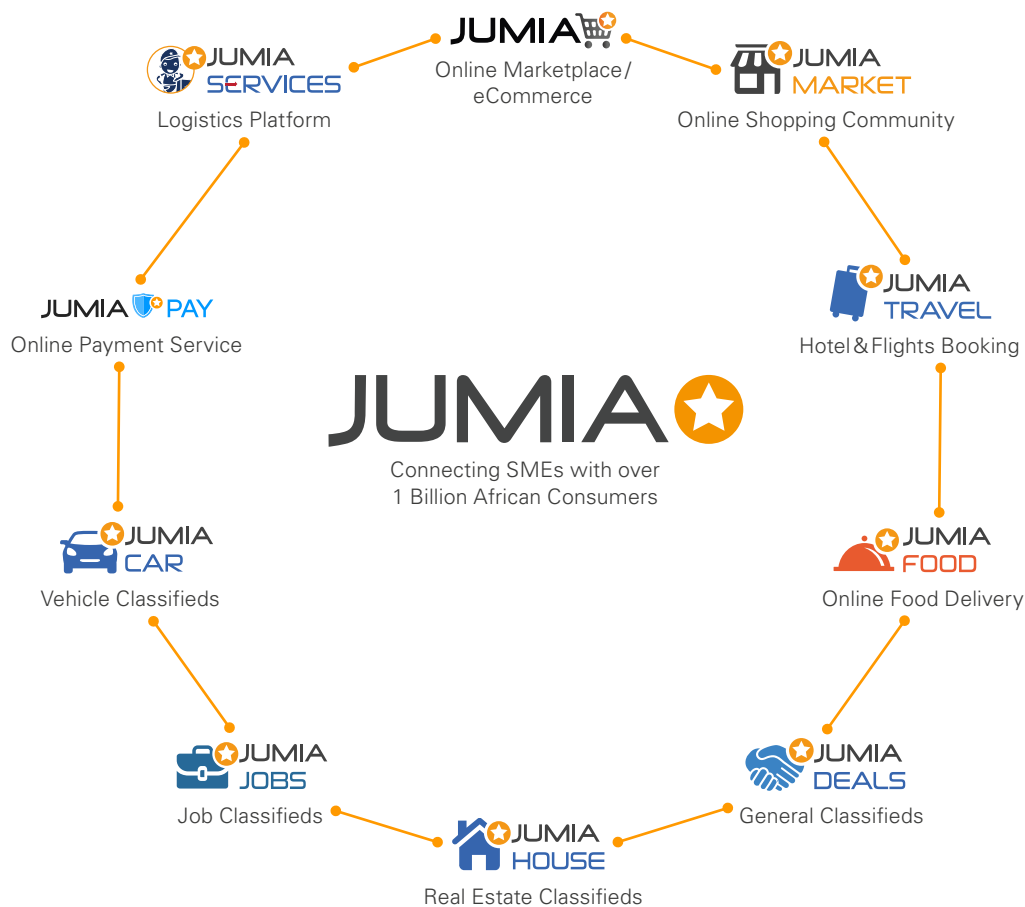 JUMIA
Online Marketplace/
eCommerce
JUMIA
SERVICES
Logistics Platform
JUMIA
MARKET
Online Shopping Community
JUMIA PAY
Online Payment Service
JUMIA
TRAVEL
Hotel & Flights Booking
JUMIA
Connecting SMEs with over
1 Billion African Consumers
JUMIA
CAR
Vehicle Classifieds
JUMIA
FOOD
Online Food Delivery
JUMIA
JOBS
Job Classifieds
JUMIA
DEALS
General Classifieds
JUMIA
HOUSE
Real Estate Classifieds